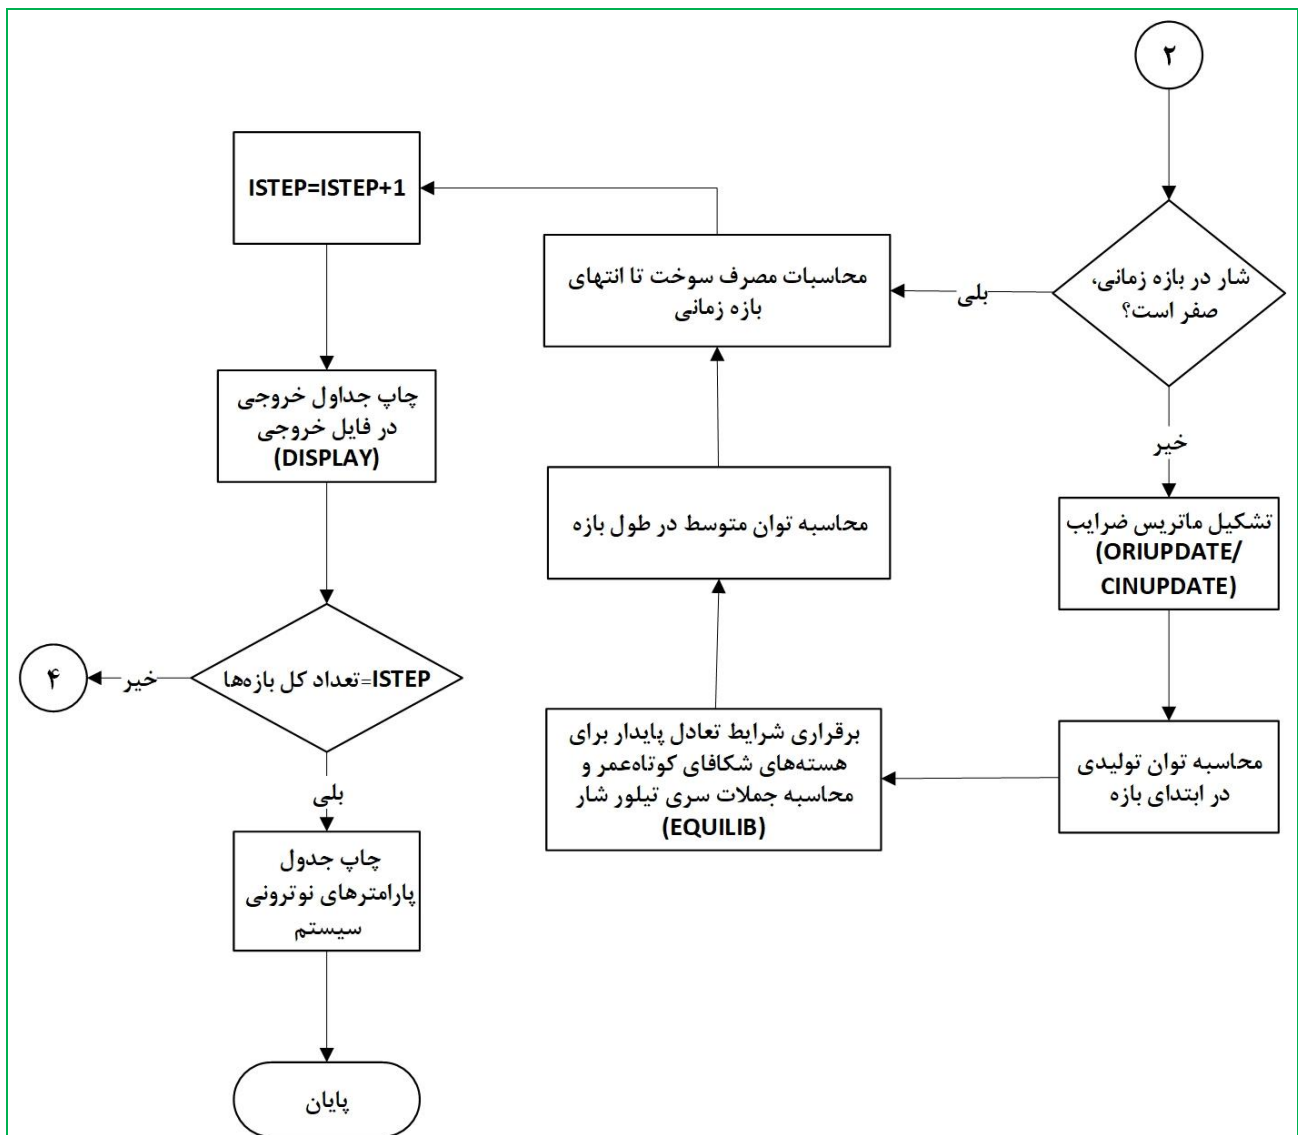 ۲
شار در بازه زمانی،
صفر است؟
بلی
خیر
تشکیل ماتریس ضرایب
(ORIUPDATE/
CINUPDATE)
محاسبه توان تولیدی
در ابتدای بازه
برقراری شرایط تعادل پایدار برای
هسته‌های شکافای کوتاه‌عمر و
محاسبه جملات سری تیلور شار
(EQUILIB)
محاسبه توان متوسط در طول بازه
محاسبات مصرف سوخت تا انتهای
بازه زمانی
ISTEP=ISTEP+1
چاپ جداول خروجی
در فایل خروجی
(DISPLAY)
ISTEP=تعداد کل بازه‌ها
خیر
۴
بلی
چاپ جدول
پارامترهای نوترونی
سیستم
پایان